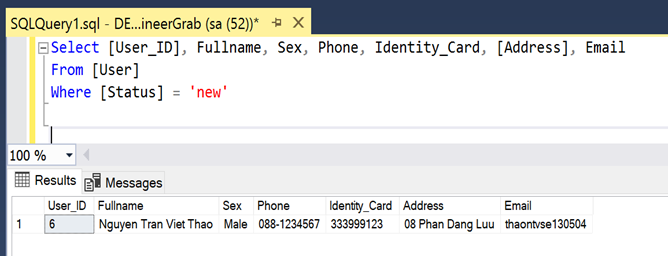 SQLQuery1.sql - DE...ineerGrab (sa (52))*
Select [User_ID], Fullname, Sex, Phone, Identity_Card, [Address], Email
From [User]
Where [Status] = 'new'
100 %
Results Messages
User_ID Fullname Sex Phone Identity_Card Address Email
1 6 Nguyen Tran Viet Thao Male 088-1234567 333999123 08 Phan Dang Luu thaontvse130504